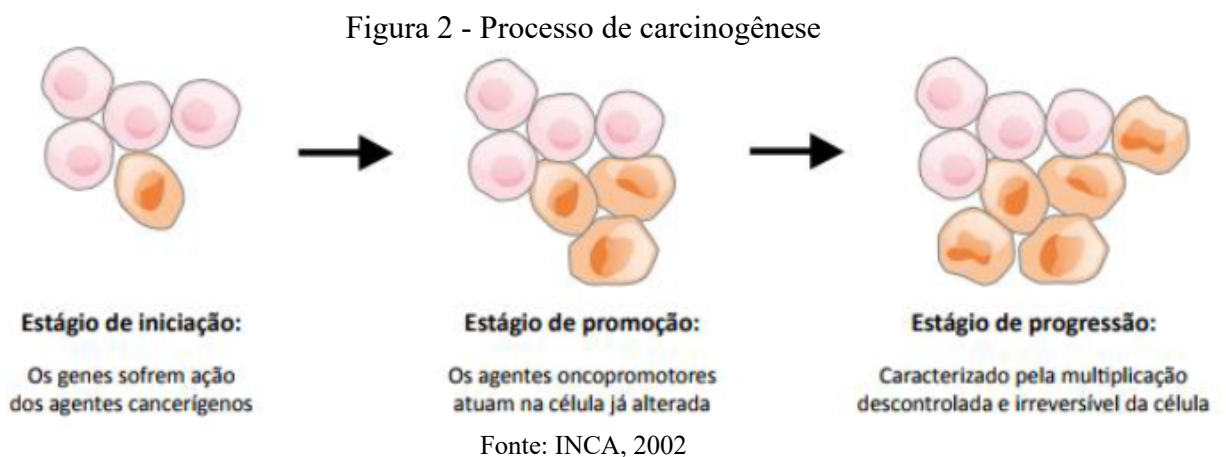 Figura 2 - Processo de carcinogênese
Estágio de iniciação:
Os genes sofrem ação
dos agentes cancerígenos
Estágio de promoção:
Os agentes oncopromotores
atuam na célula já alterada
Estágio de progressão:
Caracterizado pela multiplicação
descontrolada e irreversível da célula
Fonte: INCA, 2002